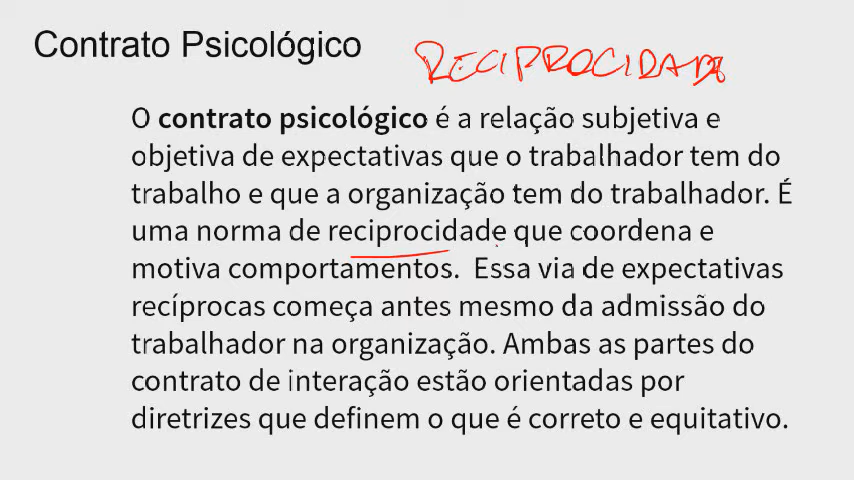 Contrato Psicológico
RECIPROCIDADE
O contrato psicológico é a relação subjetiva e
objetiva de expectativas que o trabalhador tem do
trabalho e que a organização tem do trabalhador. É
uma norma de reciprocidade que coordena e
motiva comportamentos. Essa via de expectativas
recíprocas começa antes mesmo da admissão do
trabalhador na organização. Ambas as partes do
contrato de interação estão orientadas por
diretrizes que definem o que é correto e equitativo.